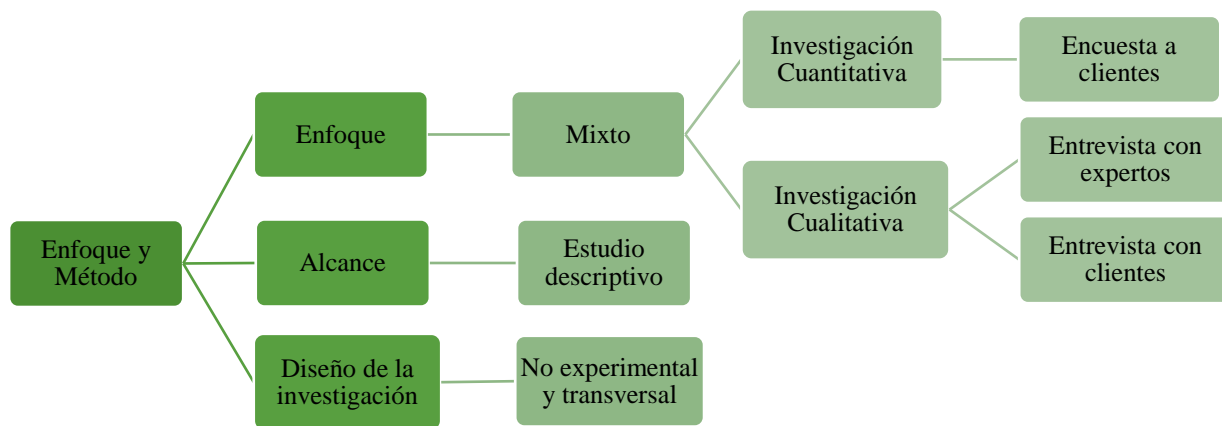 Enfoque y
Método
Enfoque
Mixto
Investigación
Cuantitativa
Encuesta a
clientes
Investigación
Cualitativa
Entrevista con
expertos
Entrevista con
clientes
Alcance
Estudio
descriptivo
Diseño de la
investigación
No experimental
y transversal